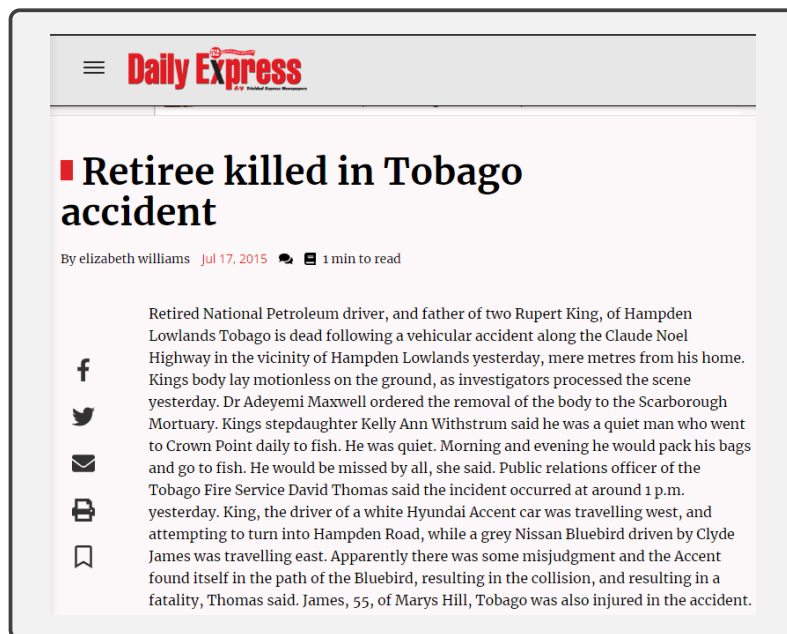 Daily Express
Trinidad Express Newspapers
Retiree killed in Tobago
accident
By elizabeth williams Jul 17, 2015 1 min to read
Retired National Petroleum driver, and father of two Rupert King, of Hampden
Lowlands Tobago is dead following a vehicular accident along the Claude Noel
Highway in the vicinity of Hampden Lowlands yesterday, mere metres from his home.
Kings body lay motionless on the ground, as investigators processed the scene
yesterday. Dr Adeyemi Maxwell ordered the removal of the body to the Scarborough
Mortuary. Kings stepdaughter Kelly Ann Withstrum said he was a quiet man who went
to Crown Point daily to fish. He was quiet. Morning and evening he would pack his bags
and go to fish. He would be missed by all, she said. Public relations officer of the
Tobago Fire Service David Thomas said the incident occurred at around 1 p.m.
yesterday. King, the driver of a white Hyundai Accent car was travelling west, and
attempting to turn into Hampden Road, while a grey Nissan Bluebird driven by Clyde
James was travelling east. Apparently there was some misjudgment and the Accent
found itself in the path of the Bluebird, resulting in the collision, and resulting in a
fatality, Thomas said. James, 55, of Marys Hill, Tobago was also injured in the accident.